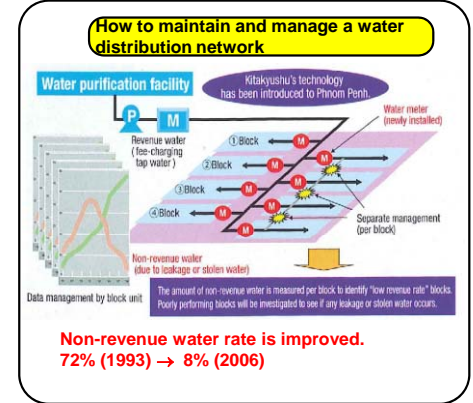 How to maintain and manage a water
distribution network
Water purification facility
Kitakyushu's technology
has been introduced to Phnom Penh.
P
M
Water meter
(newly installed)
Revenue water
(fee-charging
tap water)
①Block
M
M
②Block
M
M
③Block
M
M
④Block
M
M
Separate management
(per block)
Non-revenue water
(due to leakage or stolen water)
Data management by block unit
The amount of non-revenue water is measured per block to identify "low revenue rate" blocks.
Poorly performing blocks will be investigated to see if any leakage or stolen water occurs.
Non-revenue water rate is improved.
72% (1993) → 8% (2006)